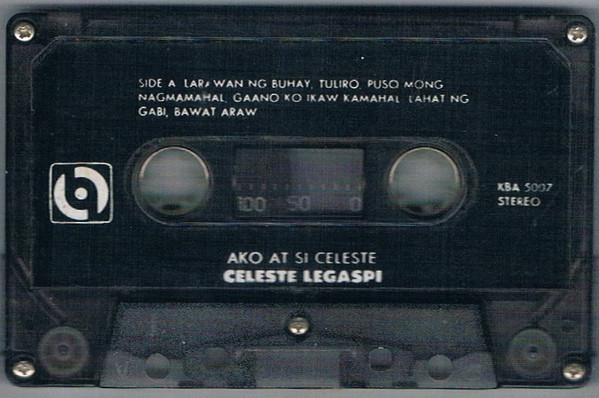 SIDE A LARAWAN NG BUHAY, TULIRO, PUSO MONG
NAGMAMAHAL, GAANO KO IKAW KAMAHAL, LAHAT NG
GABI, BAWAT ARAW
100 50 0
KBA 5007
STEREO
AKO AT SI CELESTE
CELESTE LEGASPI